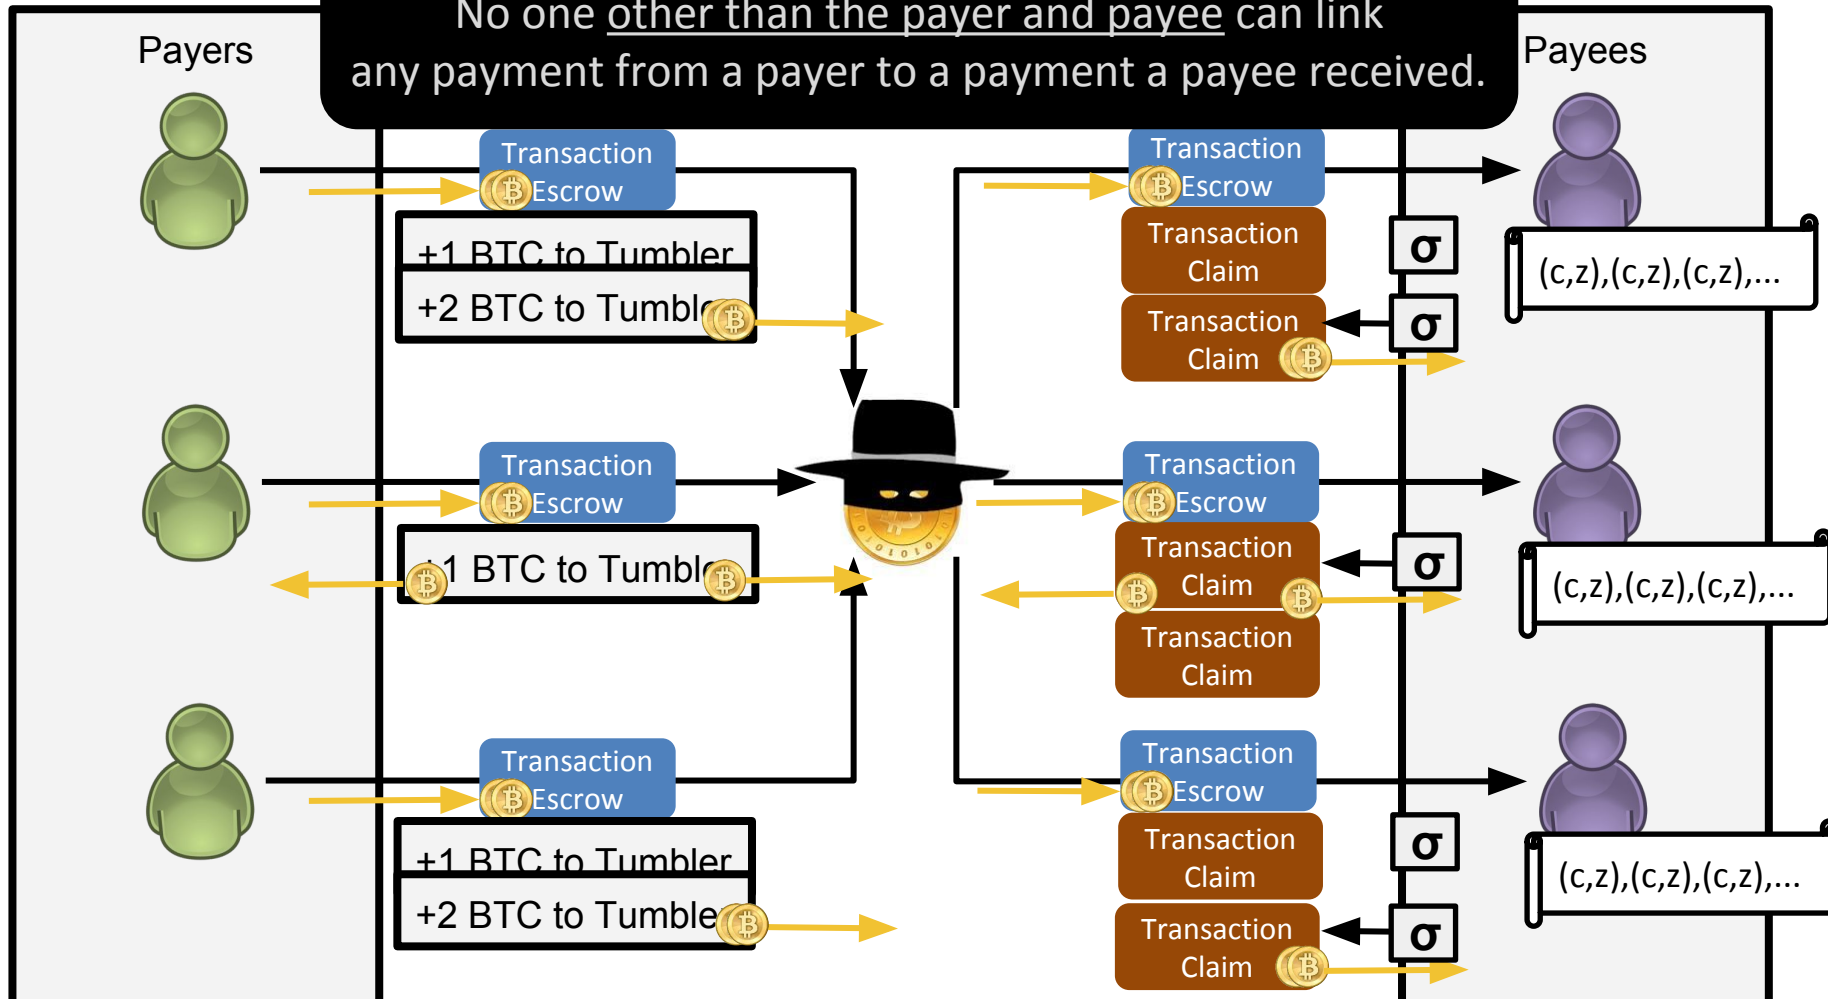 No one other than the payer and payee can link
any payment from a payer to a payment a payee received.
Payers
Payees
Transaction
Escrow
+1 BTC to Tumbler
+2 BTC to Tumble
Transaction
Escrow
Transaction
Claim
Transaction
Claim
σ
σ
(c,z),(c,z),(c,z),...
Transaction
Escrow
+1 BTC to Tumble
Transaction
Escrow
Transaction
Claim
Transaction
Claim
σ
(c,z),(c,z),(c,z),...
Transaction
Escrow
+1 BTC to Tumbler
+2 BTC to Tumble
Transaction
Escrow
Transaction
Claim
Transaction
Claim
σ
σ
(c,z),(c,z),(c,z),...